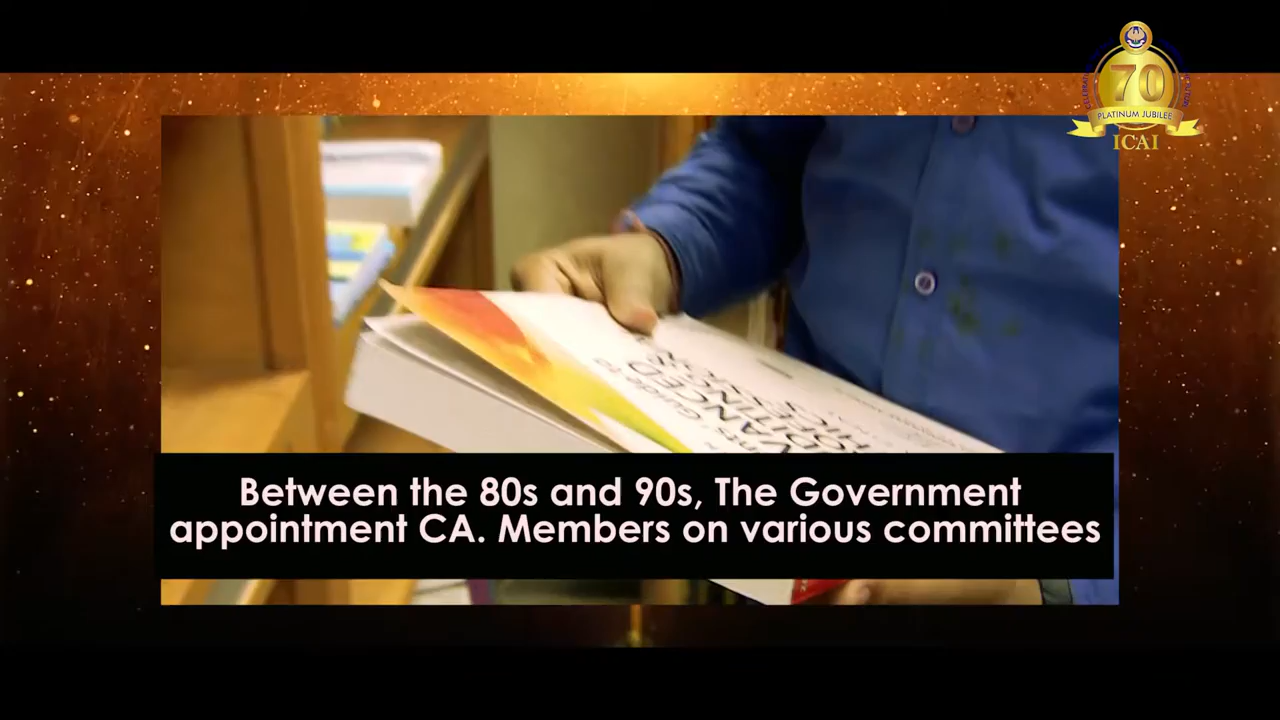 70
PLATINUM JUBILEE
ICAI
Between the 80s and 90s, The Government
appointment CA. Members on various committees